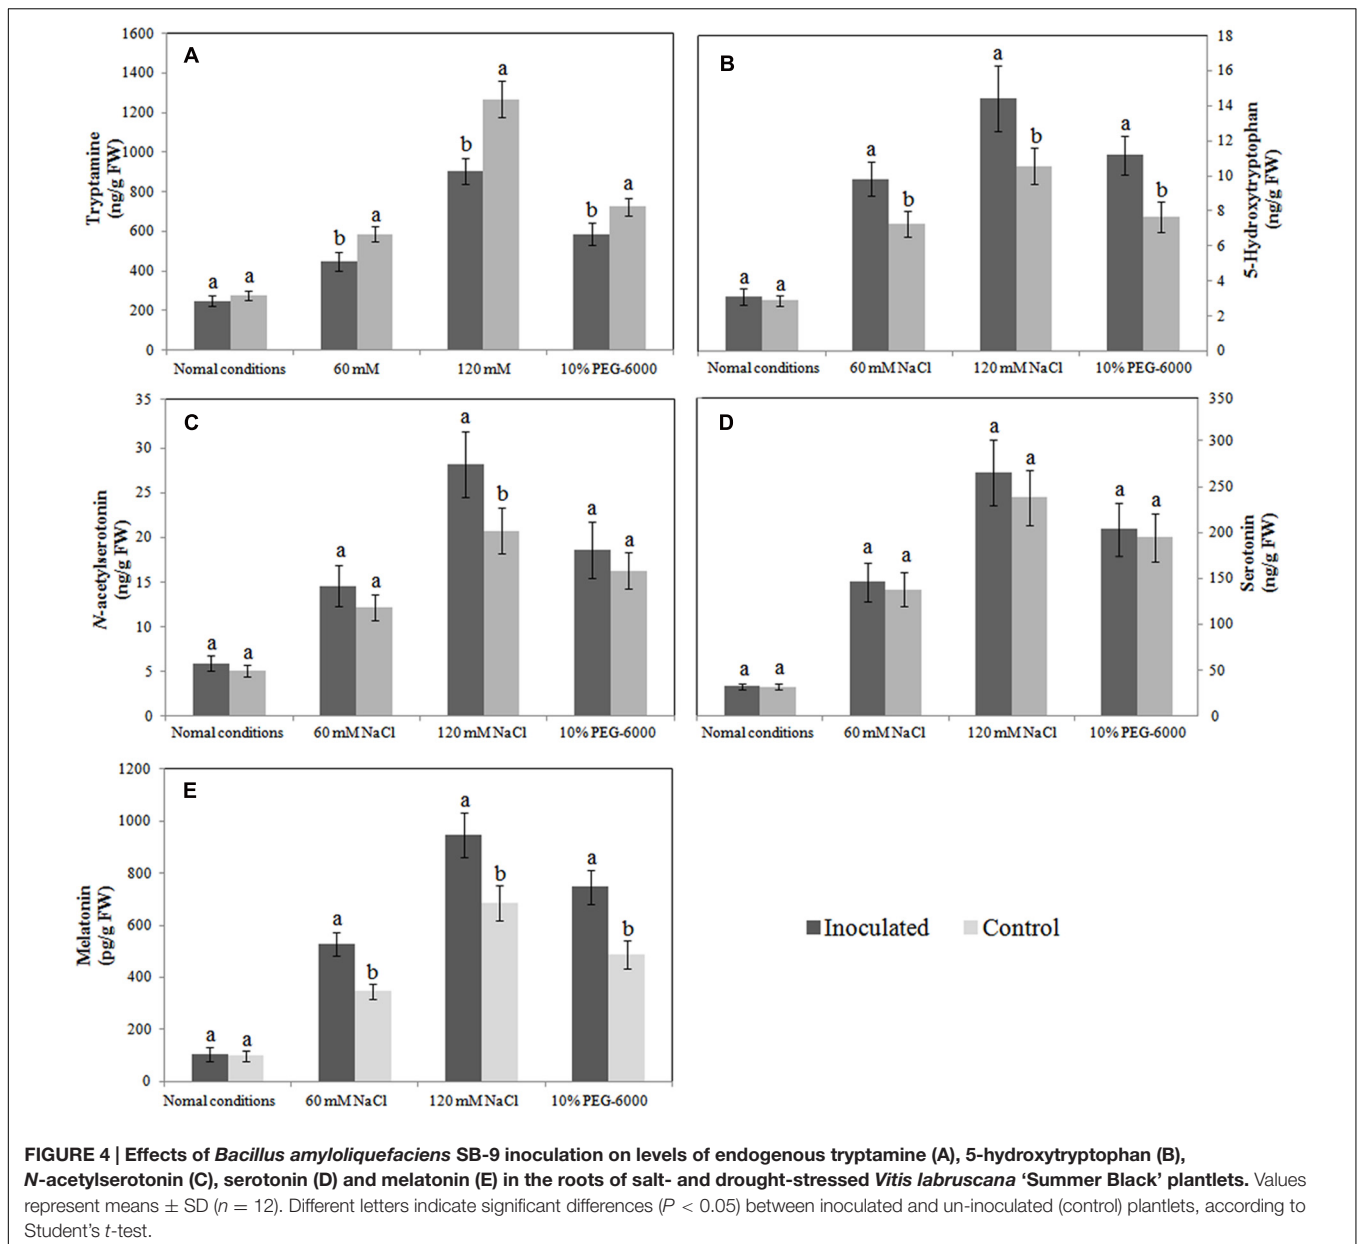 A
Tryptamine
(ng/g FW)
1600
1400
1200
1000
800
600
400
200
0
a
a
b
a
b
a
b
a
Nomal conditions
60 mM
120 mM
10% PEG-6000
B
a
a
a
b
a
b
a
b
18
16
14
12
10
8
6
4
2
0
5-Hydroxytryptophan
(ng/g FW)
Nomal conditions
60 mM NaCl
120 mM NaCl
10% PEG-6000
C
N-acetylserotonin
(ng/g FW)
35
30
25
20
15
10
5
0
a
a
a
a
a
b
a
a
Nomal conditions
60 mM NaCl
120 mM NaCl
10% PEG-6000
D
a
a
a
a
a
a
a
a
350
300
250
200
150
100
50
0
Serotonin
(ng/g FW)
Nomal conditions
60 mM NaCl
120 mM NaCl
10% PEG-6000
E
Melatonin
(pg/g FW)
1200
1000
800
600
400
200
0
a
a
a
b
a
b
a
b
Nomal conditions
60 mM NaCl
120 mM NaCl
10% PEG-6000
Inoculated
Control
FIGURE 4 | Effects of Bacillus amyloliquefaciens SB-9 inoculation on levels of endogenous tryptamine (A), 5-hydroxytryptophan (B),
N-acetylserotonin (C), serotonin (D) and melatonin (E) in the roots of salt- and drought-stressed Vitis labruscana ‘Summer Black’ plantlets. Values
represent means ± SD (n = 12). Different letters indicate significant differences (P < 0.05) between inoculated and un-inoculated (control) plantlets, according to
Student’s t-test.